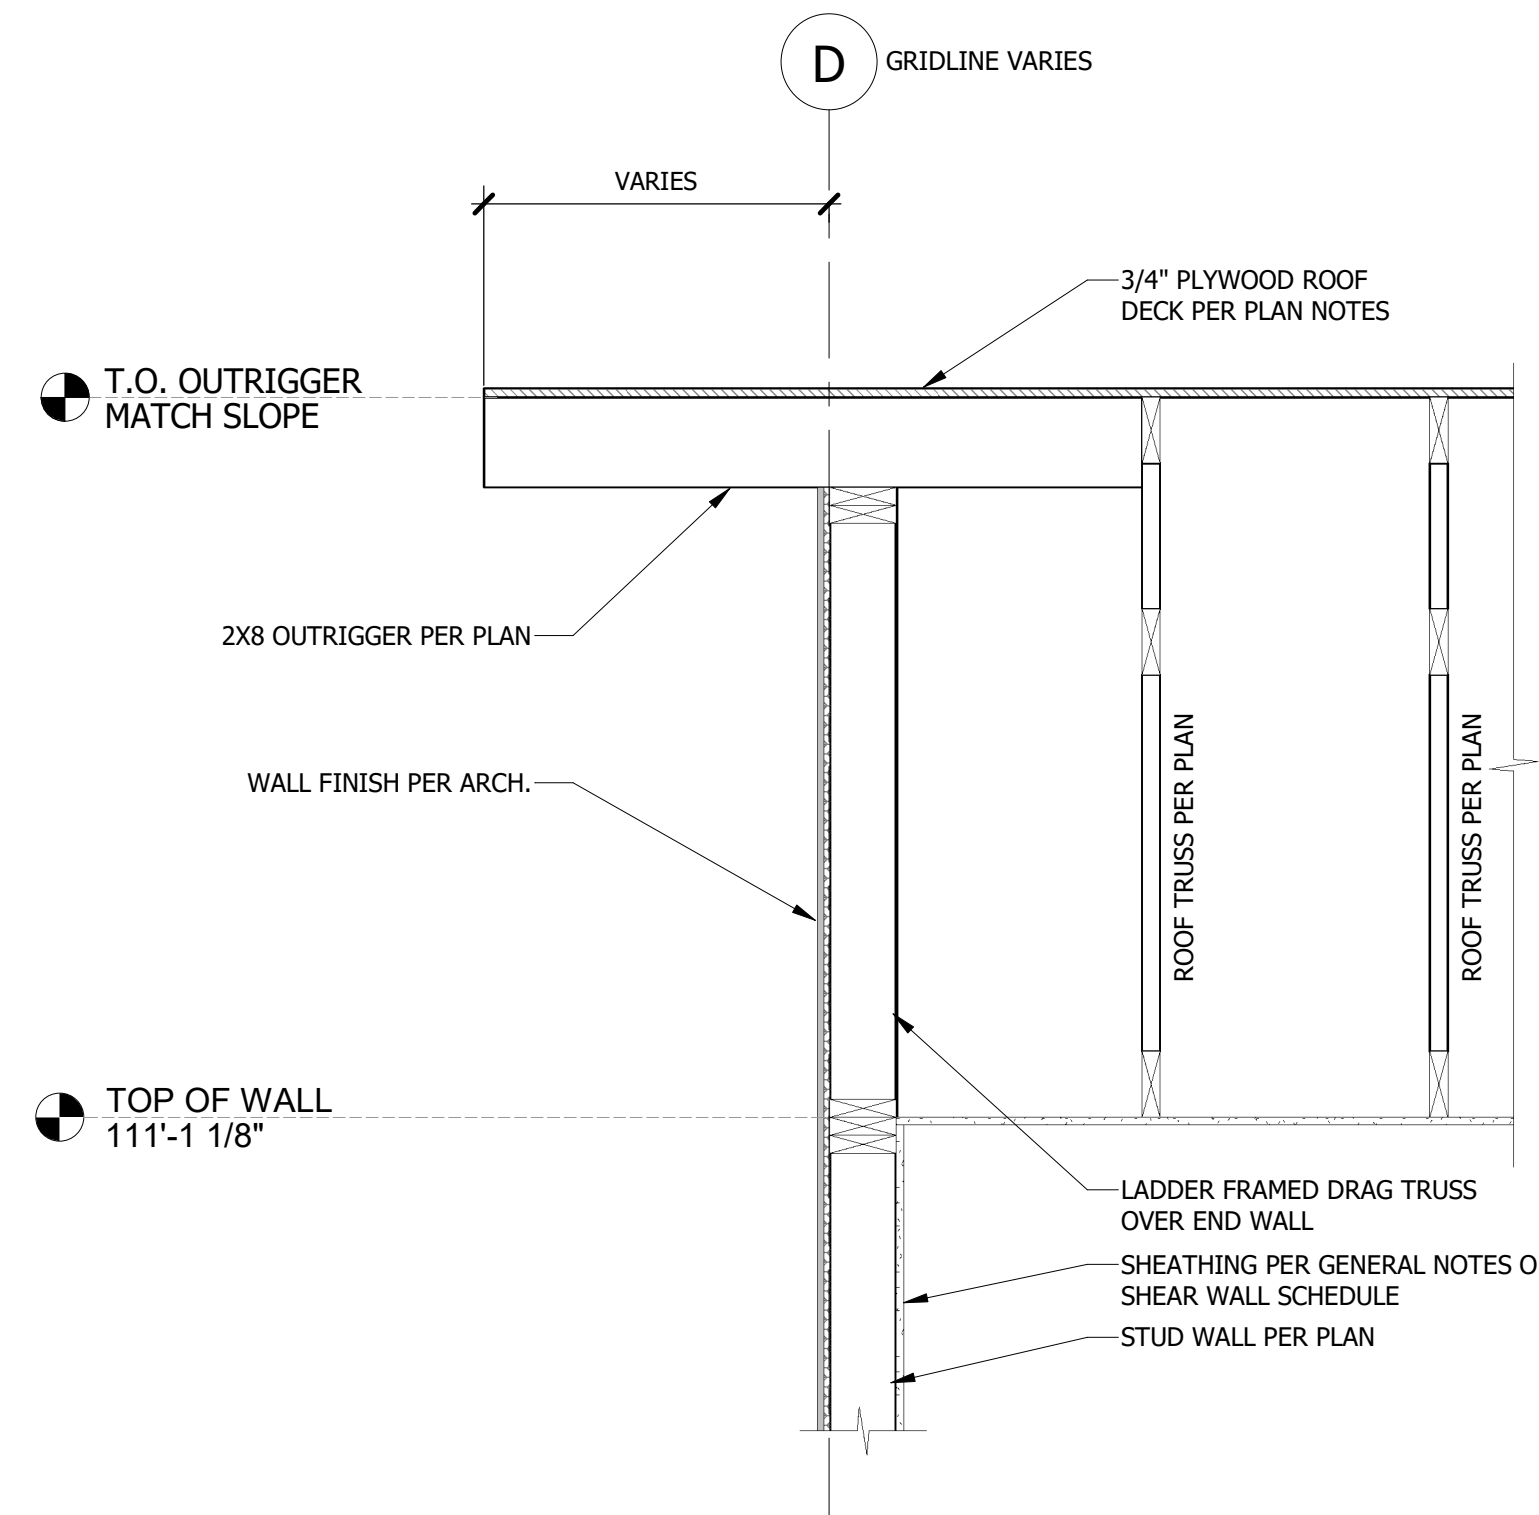 D
GRIDLINE VARIES
VARIES
3/4" PLYWOOD ROOF
DECK PER PLAN NOTES
T.O. OUTRIGGER
MATCH SLOPE
2X8 OUTRIGGER PER PLAN
WALL FINISH PER ARCH.
ROOF TRUSS PER PLAN
ROOF TRUSS PER PLAN
TOP OF WALL
111'-1 1/8"
LADDER FRAMED DRAG TRUSS
OVER END WALL
SHEATHING PER GENERAL NOTES
SHEAR WALL SCHEDULE
STUD WALL PER PLAN